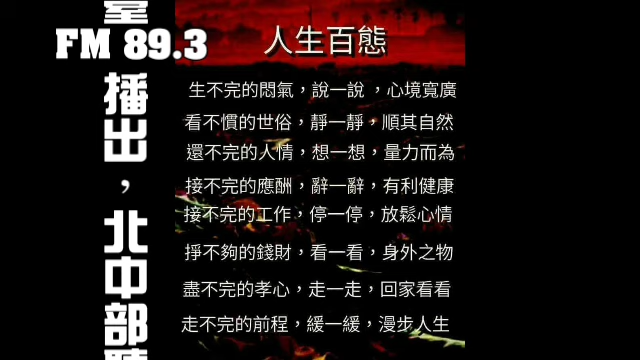 FM 89.3
室
播出，北中部聽
人生百態
生不完的悶氣，說一說 ，心境寬廣
看不慣的世俗，靜一靜，順其自然
還不完的人情，想一想，量力而為
接不完的應酬，辭一辭，有利健康
接不完的工作，停一停，放鬆心情
掙不夠的錢財，看一看，身外之物
盡不完的孝心，走一走，回家看看
走不完的前程，緩一緩，漫步人生